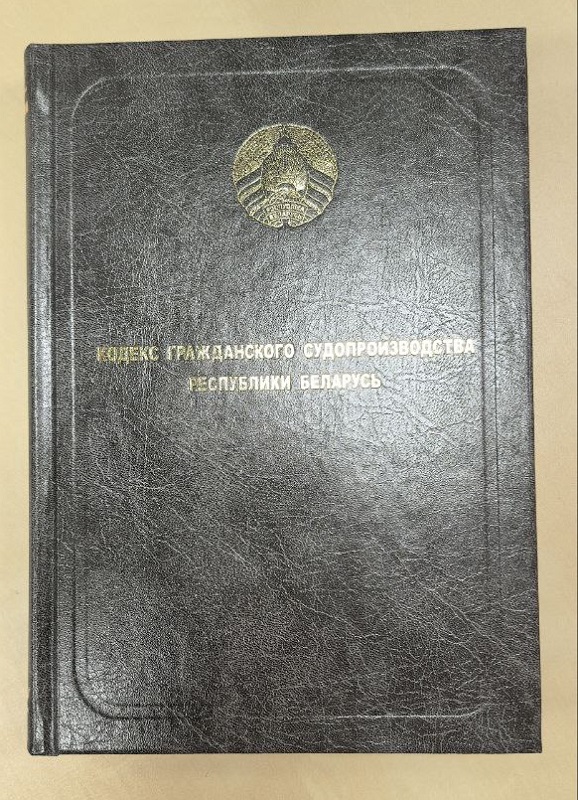 КОДЕКС ГРАЖДАНСКОГО СУДОПРОИЗВОДСТВА
РЕСПУБЛИКИ БЕЛАРУСЬ